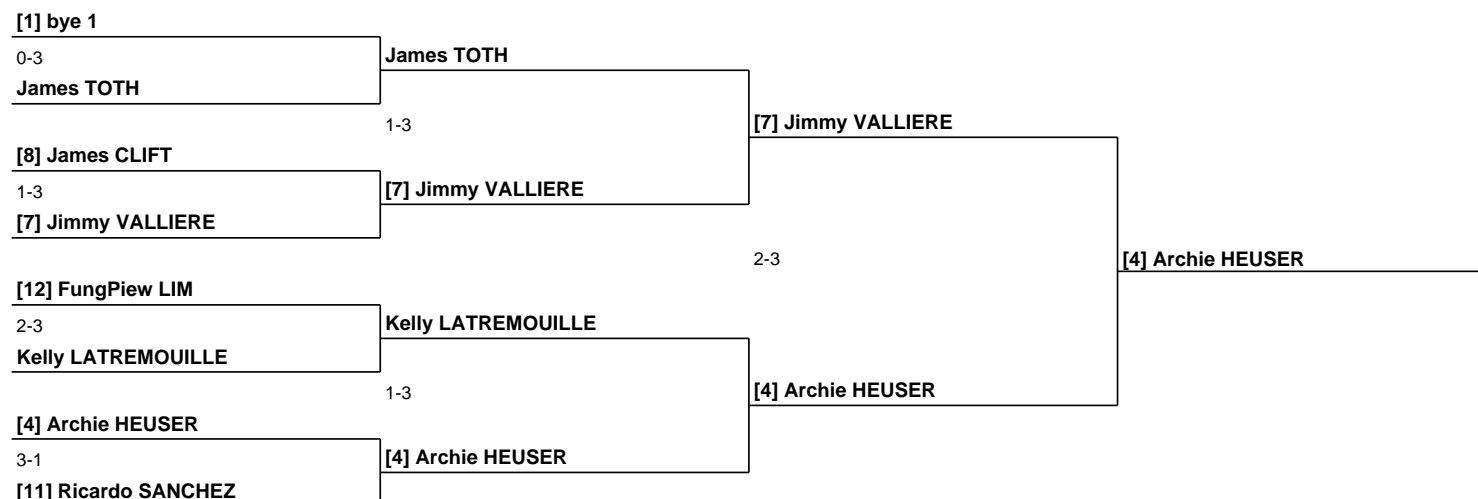 [1] bye 1
0-3
James TOTH
James TOTH
1-3
[7] Jimmy VALLIERE
[8] James CLIFT
1-3
[7] Jimmy VALLIERE
[7] Jimmy VALLIERE
2-3
[4] Archie HEUSER
[12] FungPiew LIM
2-3
Kelly LATREMOUILLE
Kelly LATREMOUILLE
1-3
[4] Archie HEUSER
[4] Archie HEUSER
3-1
[4] Archie HEUSER
[11] Ricardo SANCHEZ